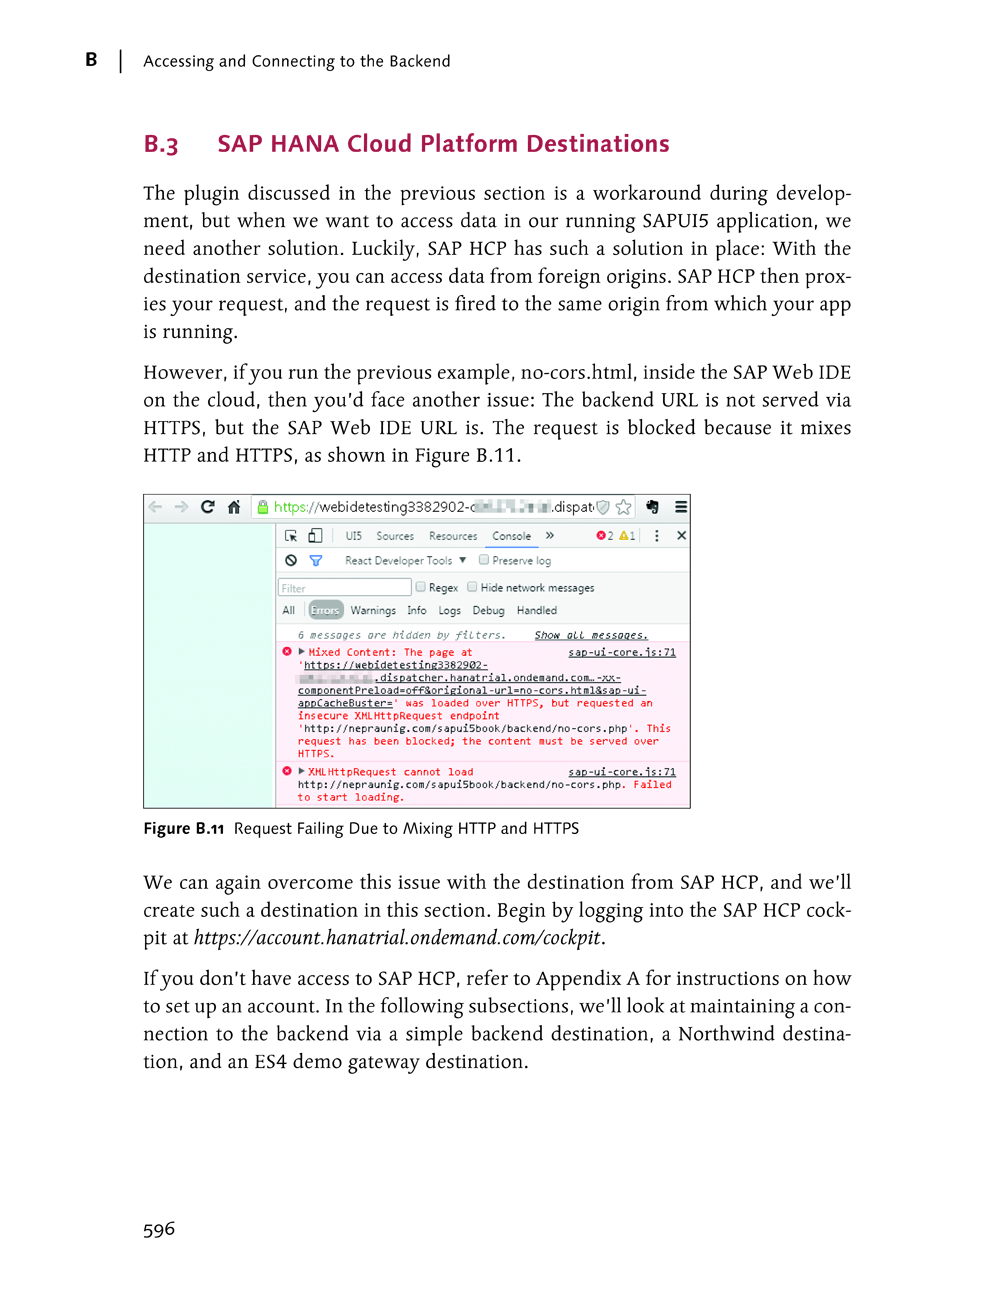 B | Accessing and Connecting to the Backend
B.3 SAP HANA Cloud Platform Destinations
The plugin discussed in the previous section is a workaround during develop-
ment, but when we want to access data in our running SAPUI5 application, we
need another solution. Luckily, SAP HCP has such a solution in place: With the
destination service, you can access data from foreign origins. SAP HCP then prox-
ies your request, and the request is fired to the same origin from which your app
is running.
However, if you run the previous example, no-cors.html, inside the SAP Web IDE
on the cloud, then you’d face another issue: The backend URL is not served via
HTTPS, but the SAP Web IDE URL is. The request is blocked because it mixes
HTTP and HTTPS, as shown in Figure B.11.
https://webidetesting3382902- .dispat
UI5 Sources Resources Console » 2 1
React Developer Tools ▼ Preserve log
Filter Regex Hide network messages
All Errors Warnings Info Logs Debug Handled
6 messages are hidden by filters. Show all messages.
Mixed Content: The page at sap-ui-core.js:71
'https://webidetesting3382902-
.dispatcher.hanatrial.ondemand.com…-xx-
componentPreload=off&origional-url=no-cors.html&sap-ui-
appCacheBuster=' was loaded over HTTPS, but requested an
insecure XMLHttpRequest endpoint
'http://nepraunig.com/sapui5book/backend/no-cors.php'. This
request has been blocked; the content must be served over
HTTPS.
XMLHttpRequest cannot load sap-ui-core.js:71
http://nepraunig.com/sapui5book/backend/no-cors.php. Failed
to start loading.
Figure B.11 Request Failing Due to Mixing HTTP and HTTPS
We can again overcome this issue with the destination from SAP HCP, and we’ll
create such a destination in this section. Begin by logging into the SAP HCP cock-
pit at https://account.hanatrial.ondemand.com/cockpit.
If you don’t have access to SAP HCP, refer to Appendix A for instructions on how
to set up an account. In the following subsections, we’ll look at maintaining a con-
nection to the backend via a simple backend destination, a Northwind destina-
tion, and an ES4 demo gateway destination.
596